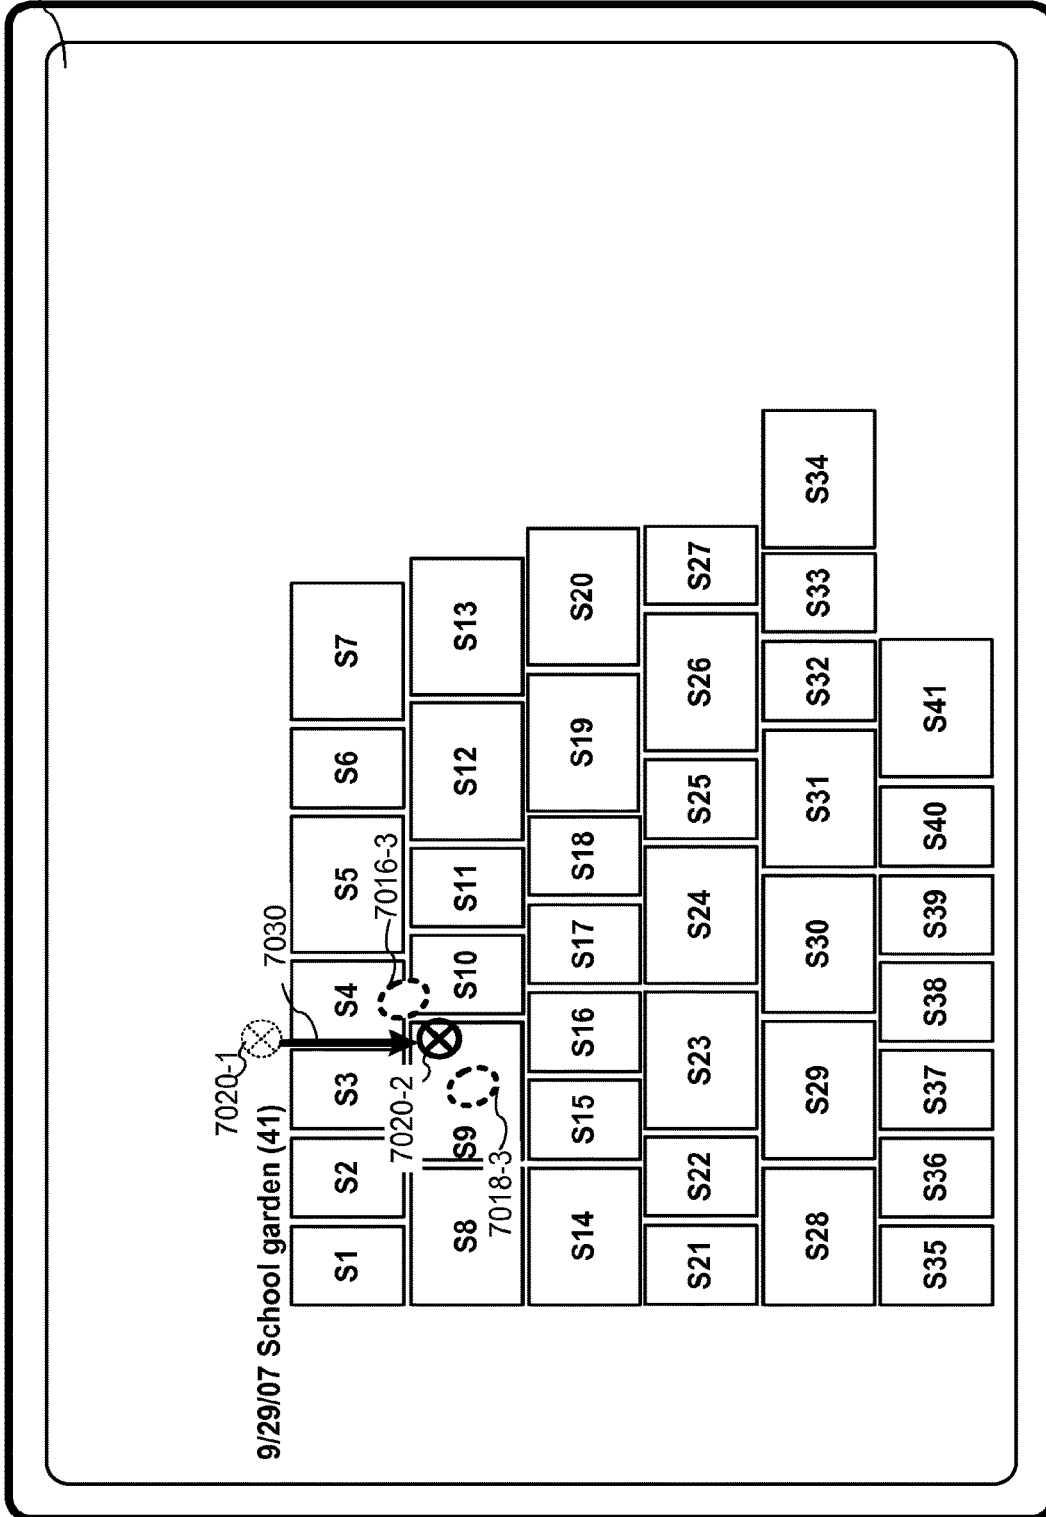 7020-1
9/29/07 School garden (41)
7030
S1 S2 S3 S4 S5 S6 S7
7020-2
7016-3
S8 S9 S10 S11 S12 S13
7018-3
S14 S15 S16 S17 S18 S19 S20
S21 S22 S23 S24 S25 S26 S27
S28 S29 S30 S31 S32 S33 S34
S35 S36 S37 S38 S39 S40 S41